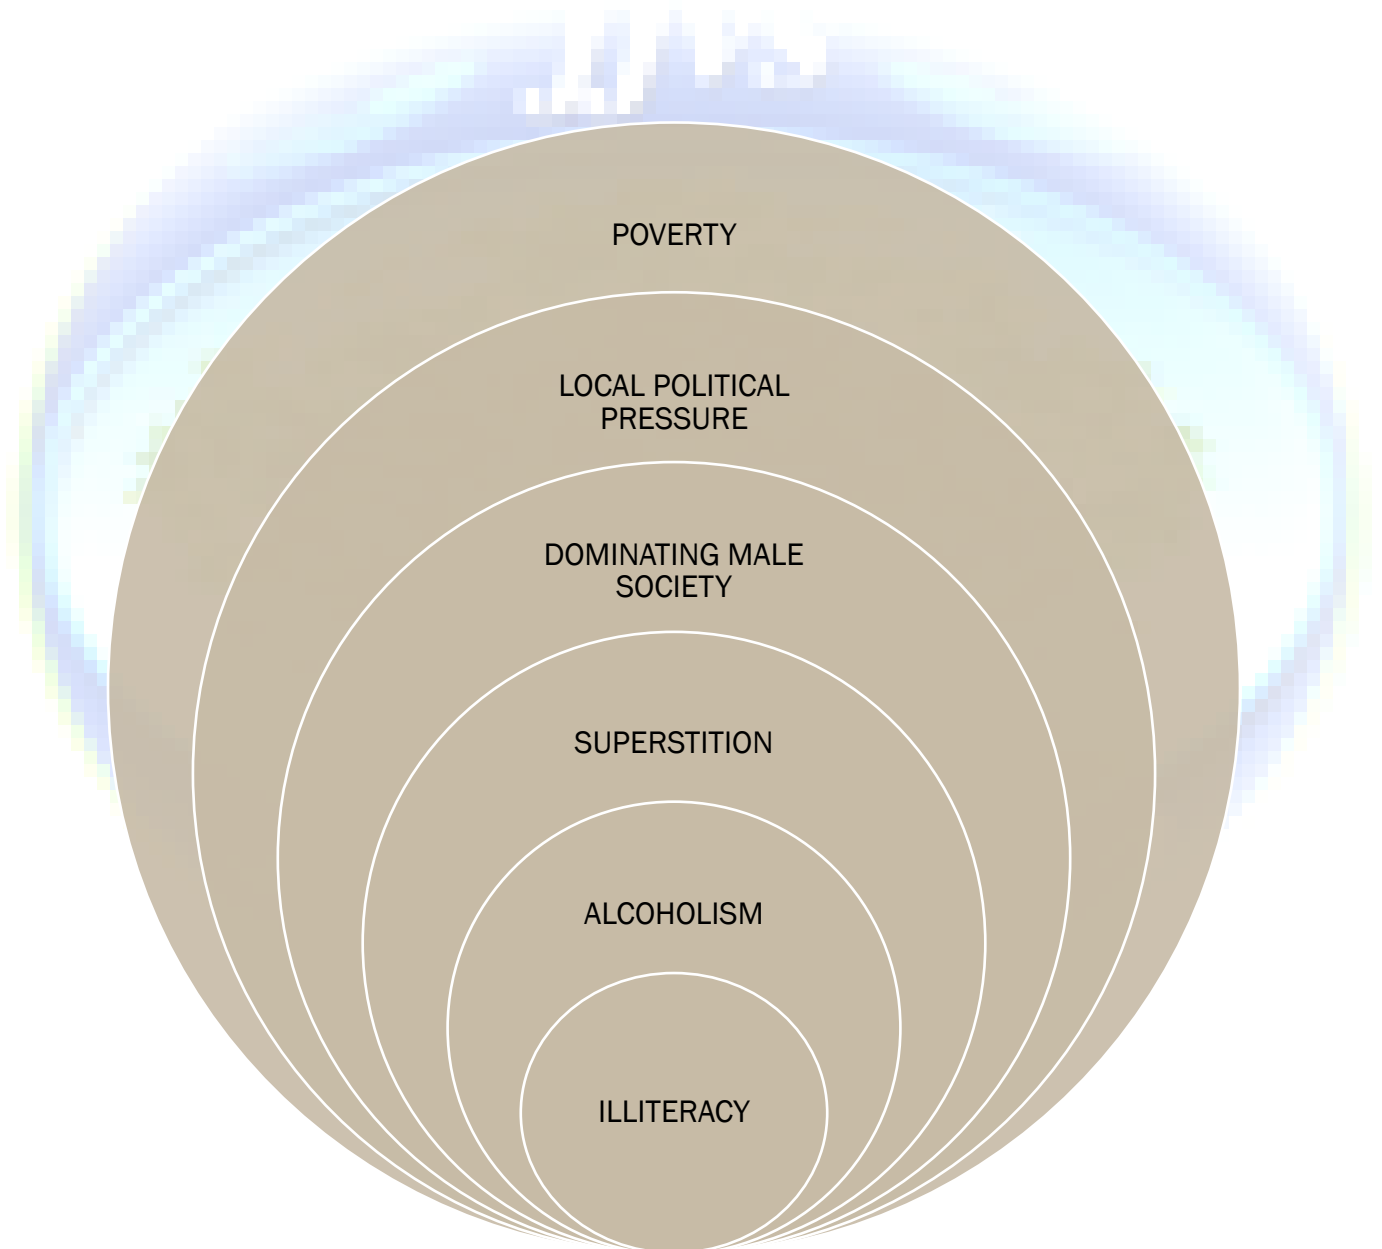 POVERTY
LOCAL POLITICAL
PRESSURE
DOMINATING MALE
SOCIETY
SUPERSTITION
ALCOHOLISM
ILLITERACY